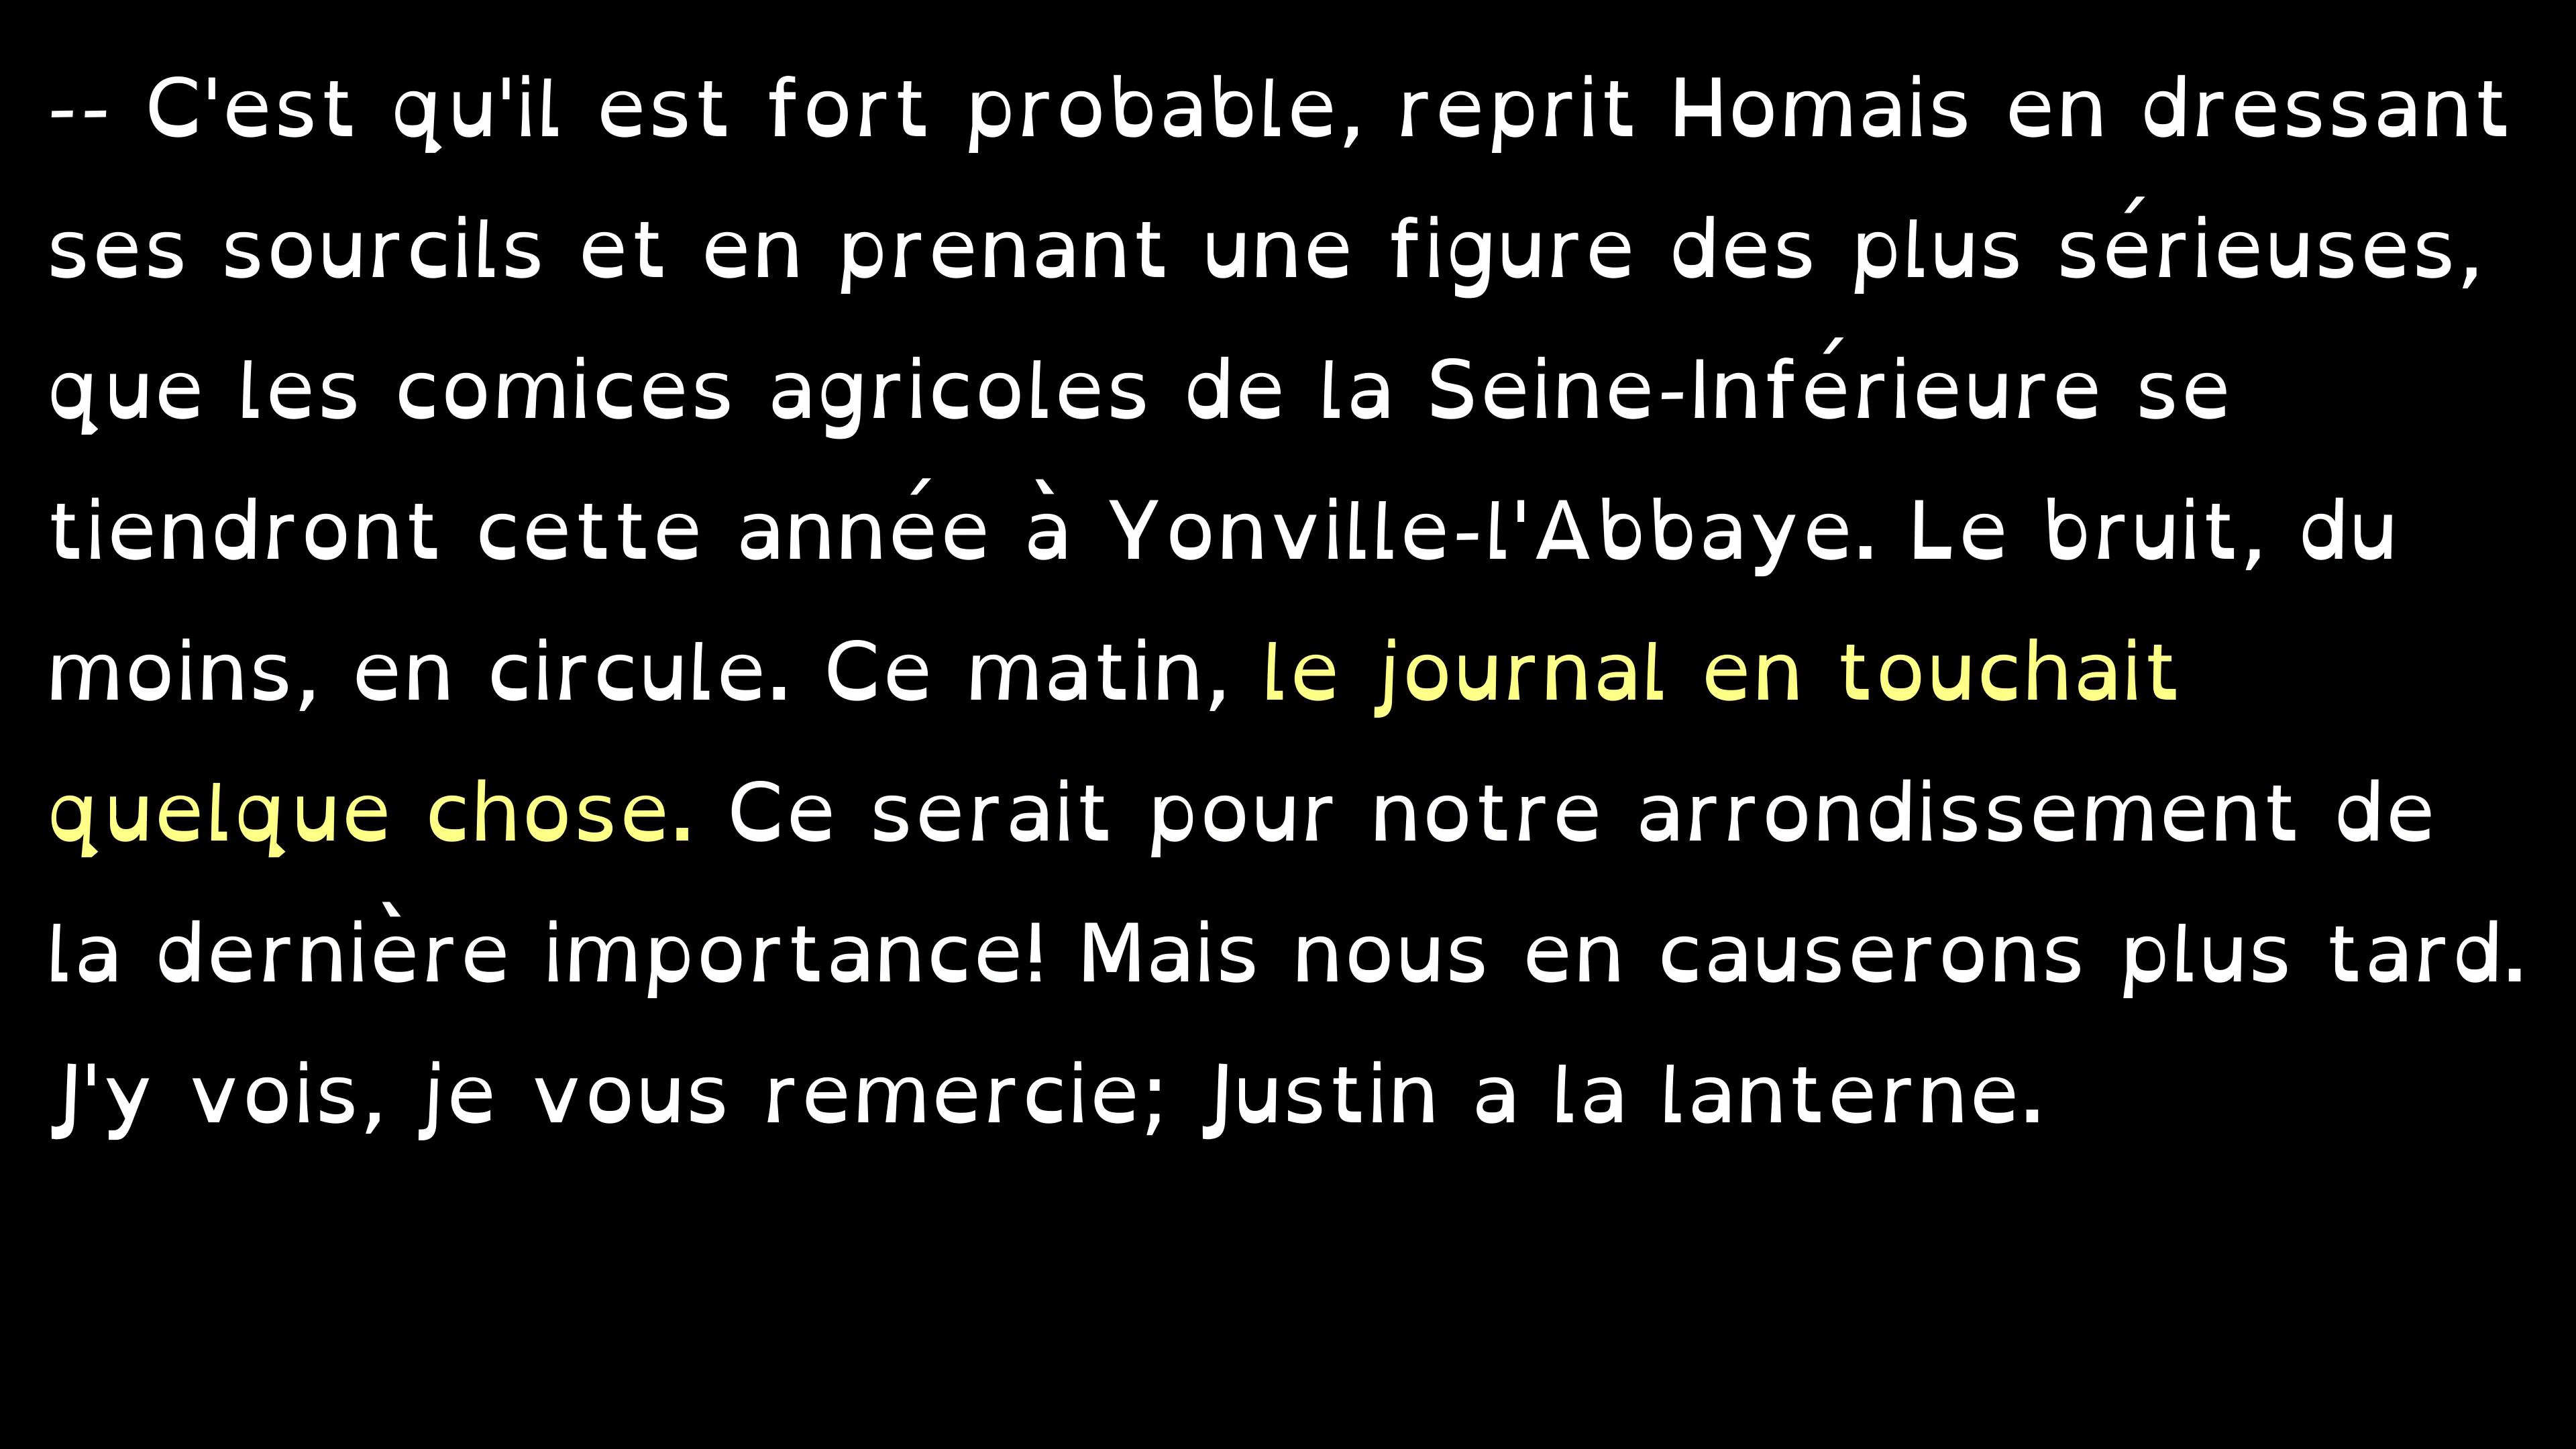 -- C'est qu'il est fort probable, reprit Homais en dressant
ses sourcils et en prenant une figure des plus sérieuses,
que les comices agricoles de la Seine-Inférieure se
tiendront cette année à Yonville-l'Abbaye. Le bruit, du
moins, en circule. Ce matin, le journal en touchait
quelque chose. Ce serait pour notre arrondissement de
la dernière importance! Mais nous en causerons plus tard.
J'y vois, je vous remercie; Justin a la lanterne.